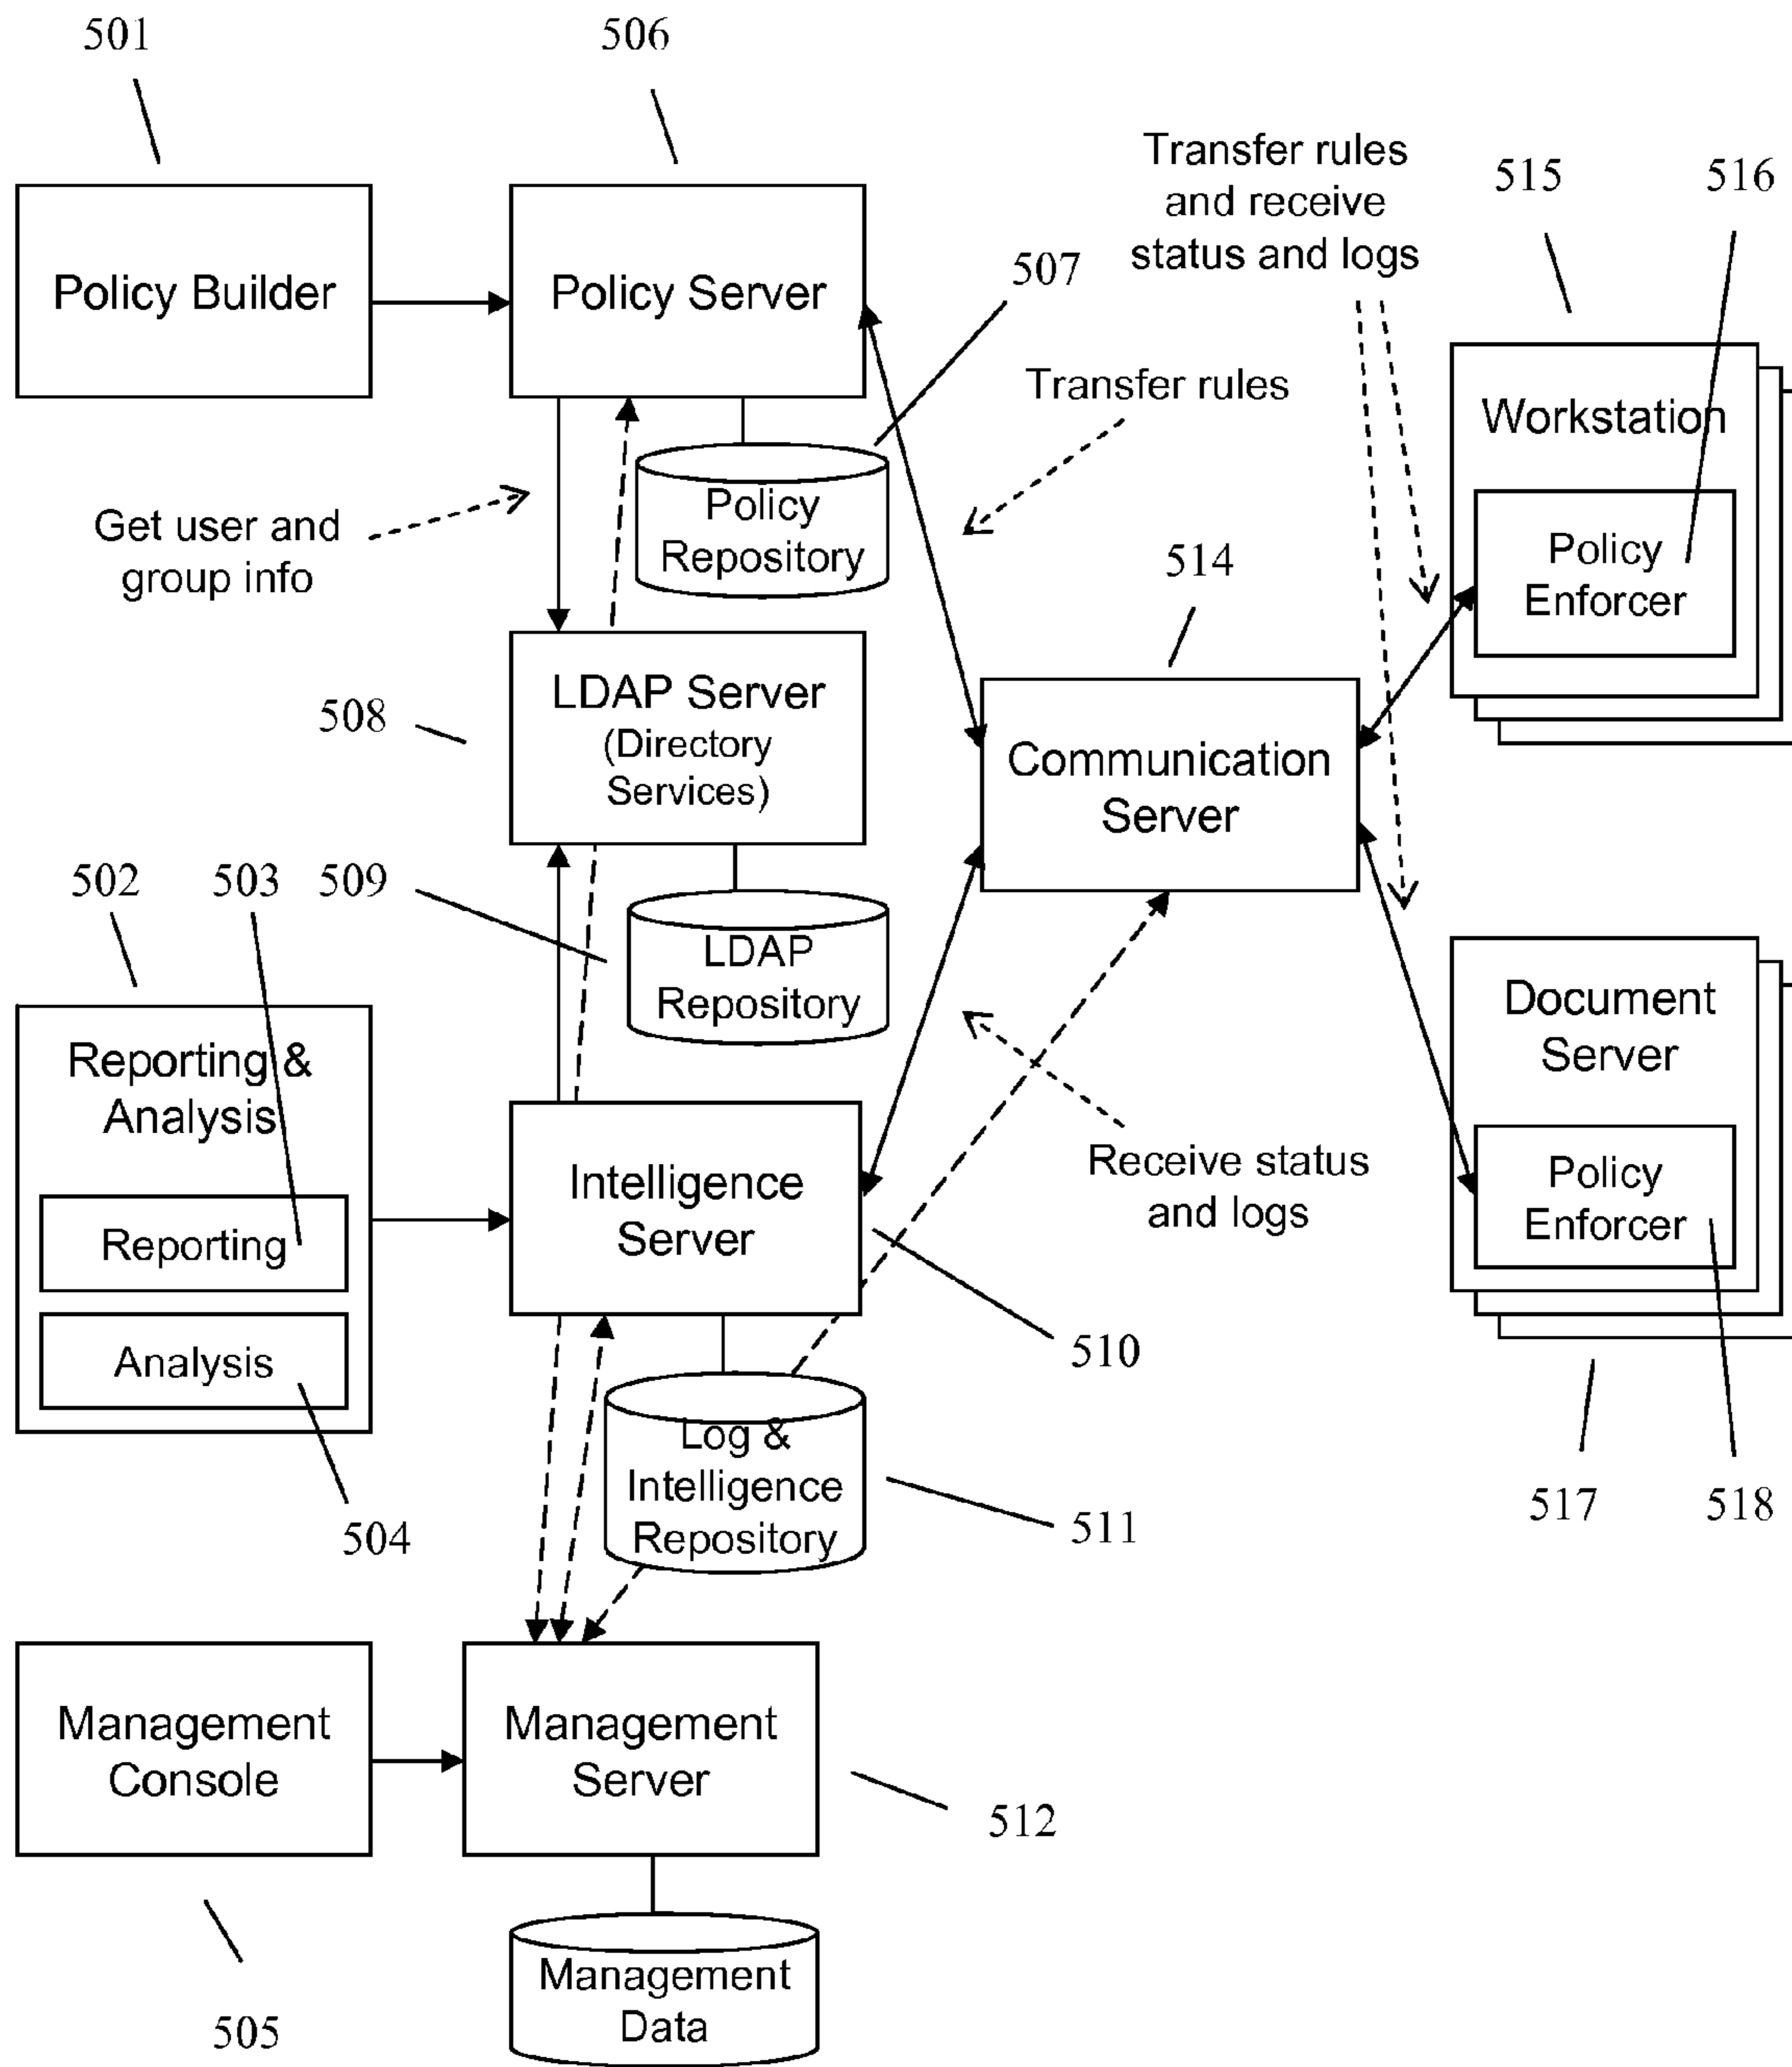 501
506
Transfer rules
and receive
status and logs
515
516
Policy Builder
Policy Server
507
Transfer rules
Workstation
Policy
Enforcer
Get user and
group info
Policy
Repository
514
508
LDAP Server
(Directory
Services)
Communication
Server
502
503
509
LDAP
Repository
Document
Server
Policy
Enforcer
Reporting &
Analysis
Reporting
Analysis
Intelligence
Server
Receive status
and logs
510
504
Log &
Intelligence
Repository
511
517
518
Management
Console
Management
Server
512
505
Management
Data